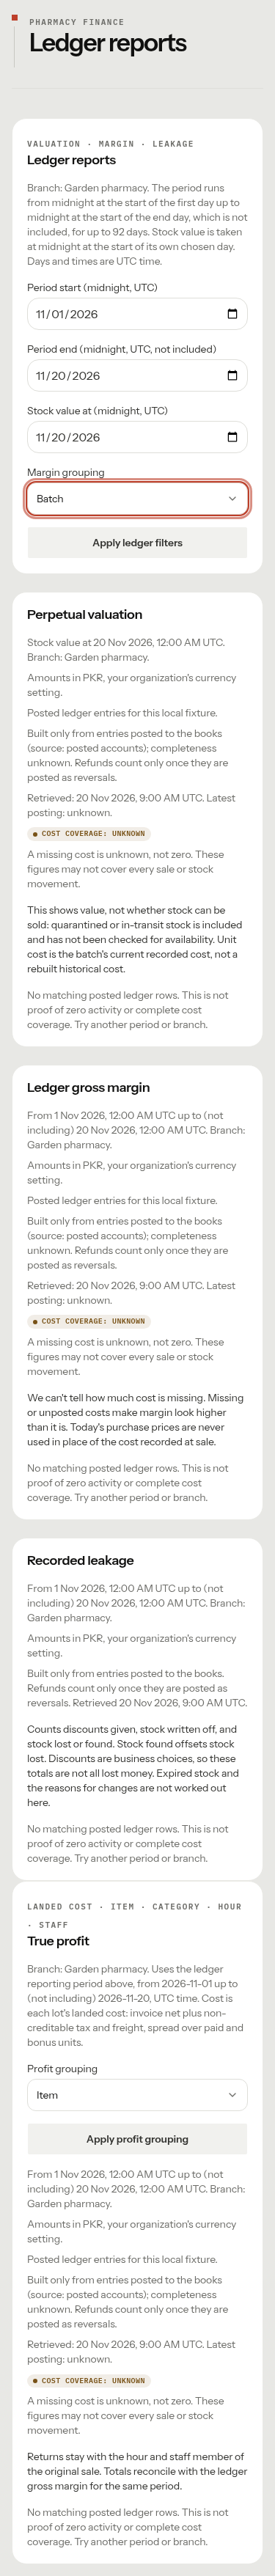 PHARMACY FINANCE
Ledger reports
VALUATION · MARGIN · LEAKAGE
Ledger reports
Branch: Garden pharmacy. The period runs
from midnight at the start of the first day up to
midnight at the start of the end day, which is not
included, for up to 92 days. Stock value is taken
at midnight at the start of its own chosen day.
Days and times are UTC time.
Period start (midnight, UTC)
11/01/2026
Period end (midnight, UTC, not included)
11/20/2026
Stock value at (midnight, UTC)
11/20/2026
Margin grouping
Batch
Apply ledger filters
Perpetual valuation
Stock value at 20 Nov 2026, 12:00 AM UTC.
Branch: Garden pharmacy.
Amounts in PKR, your organization's currency
setting.
Posted ledger entries for this local fixture.
Built only from entries posted to the books
(source: posted accounts); completeness
unknown. Refunds count only once they are
posted as reversals.
Retrieved: 20 Nov 2026, 9:00 AM UTC. Latest
posting: unknown.
COST COVERAGE: UNKNOWN
A missing cost is unknown, not zero. These
figures may not cover every sale or stock
movement.
This shows value, not whether stock can be
sold: quarantined or in-transit stock is included
and has not been checked for availability. Unit
cost is the batch's current recorded cost, not a
rebuilt historical cost.
No matching posted ledger rows. This is not
proof of zero activity or complete cost
coverage. Try another period or branch.
Ledger gross margin
From 1 Nov 2026, 12:00 AM UTC up to (not
including) 20 Nov 2026, 12:00 AM UTC. Branch:
Garden pharmacy.
Amounts in PKR, your organization's currency
setting.
Posted ledger entries for this local fixture.
Built only from entries posted to the books
(source: posted accounts); completeness
unknown. Refunds count only once they are
posted as reversals.
Retrieved: 20 Nov 2026, 9:00 AM UTC. Latest
posting: unknown.
COST COVERAGE: UNKNOWN
A missing cost is unknown, not zero. These
figures may not cover every sale or stock
movement.
We can't tell how much cost is missing. Missing
or unposted costs make margin look higher
than it is. Today's purchase prices are never
used in place of the cost recorded at sale.
No matching posted ledger rows. This is not
proof of zero activity or complete cost
coverage. Try another period or branch.
Recorded leakage
From 1 Nov 2026, 12:00 AM UTC up to (not
including) 20 Nov 2026, 12:00 AM UTC. Branch:
Garden pharmacy.
Amounts in PKR, your organization's currency
setting.
Built only from entries posted to the books.
Refunds count only once they are posted as
reversals. Retrieved 20 Nov 2026, 9:00 AM UTC.
Counts discounts given, stock written off, and
stock lost or found. Stock found offsets stock
lost. Discounts are business choices, so these
totals are not all lost money. Expired stock and
the reasons for changes are not worked out
here.
No matching posted ledger rows. This is not
proof of zero activity or complete cost
coverage. Try another period or branch.
LANDED COST · ITEM · CATEGORY · HOUR
· STAFF
True profit
Branch: Garden pharmacy. Uses the ledger
reporting period above, from 2026-11-01 up to
(not including) 2026-11-20, UTC time. Cost is
each lot's landed cost: invoice net plus non-
creditable tax and freight, spread over paid and
bonus units.
Profit grouping
Item
Apply profit grouping
From 1 Nov 2026, 12:00 AM UTC up to (not
including) 20 Nov 2026, 12:00 AM UTC. Branch:
Garden pharmacy.
Amounts in PKR, your organization's currency
setting.
Posted ledger entries for this local fixture.
Built only from entries posted to the books
(source: posted accounts); completeness
unknown. Refunds count only once they are
posted as reversals.
Retrieved: 20 Nov 2026, 9:00 AM UTC. Latest
posting: unknown.
COST COVERAGE: UNKNOWN
A missing cost is unknown, not zero. These
figures may not cover every sale or stock
movement.
Returns stay with the hour and staff member of
the original sale. Totals reconcile with the ledger
gross margin for the same period.
No matching posted ledger rows. This is not
proof of zero activity or complete cost
coverage. Try another period or branch.